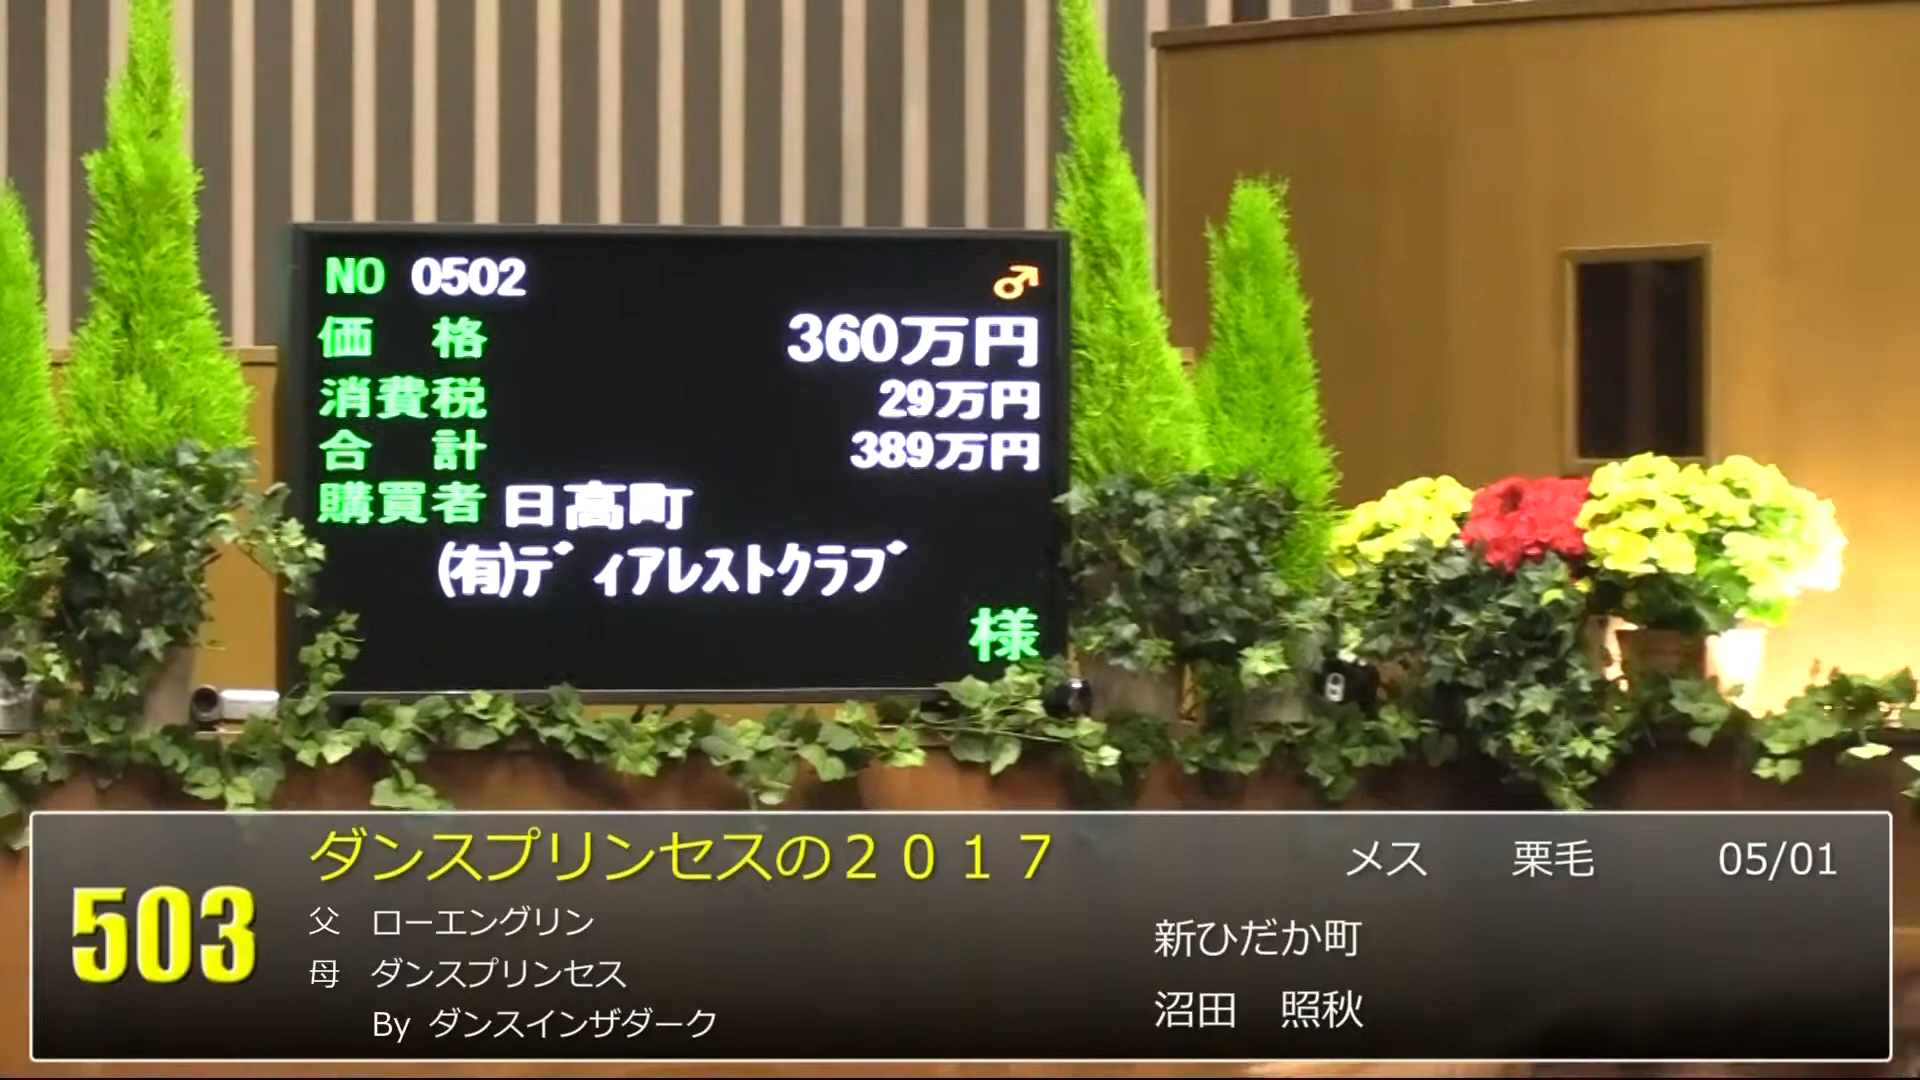 NO 0502 ♂
価 格 360万円
消費税 29万円
合 計 389万円
購買者 日高町
(有)ディアレストクラブ
様
503
ダンスプリンセスの2017
メス 栗毛 05/01
父 ローエングリン
母 ダンスプリンセス
By ダンスインザダーク
新ひだか町
沼田 照秋